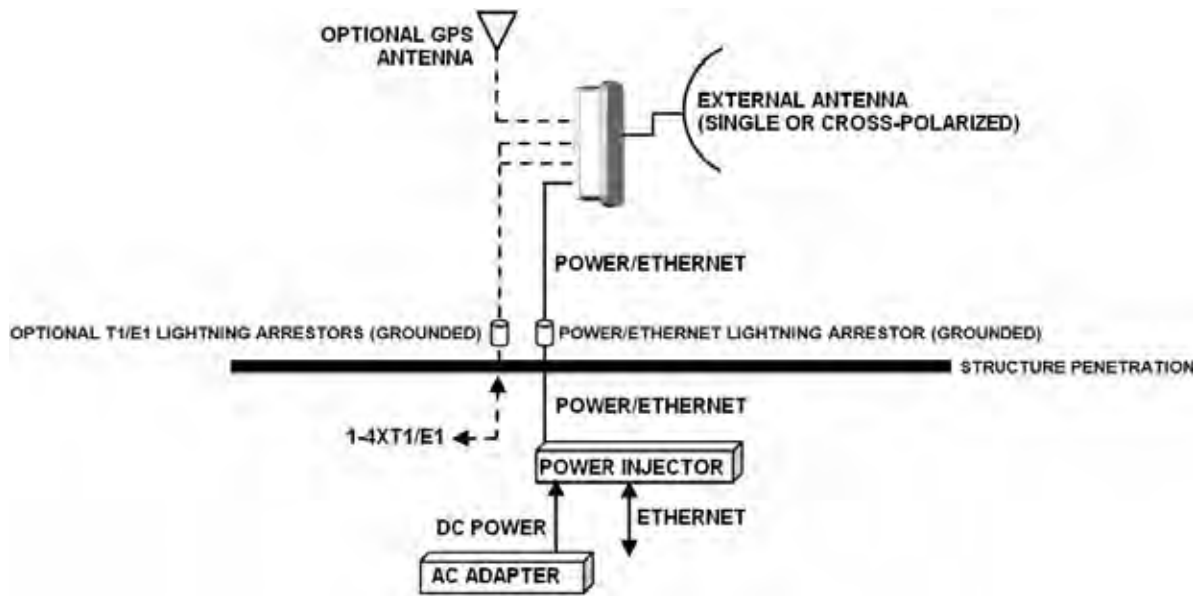 OPTIONAL GPS
ANTENNA
EXTERNAL ANTENNA
(SINGLE OR CROSS-POLARIZED)
POWER/ETHERNET
OPTIONAL T1/E1 LIGHTNING ARRESTORS (GROUNDED)
POWER/ETHERNET LIGHTNING ARRESTOR (GROUNDED)
STRUCTURE PENETRATION
POWER/ETHERNET
1-4XT1/E1
POWER INJECTOR
DC POWER
ETHERNET
AC ADAPTER